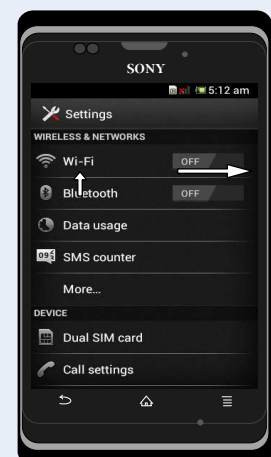 SONY
5:12 am
Settings
WIRELESS & NETWORKS
Wi-Fi OFF
Bluetooth OFF
Data usage
SMS counter
More...
DEVICE
Dual SIM card
Call settings